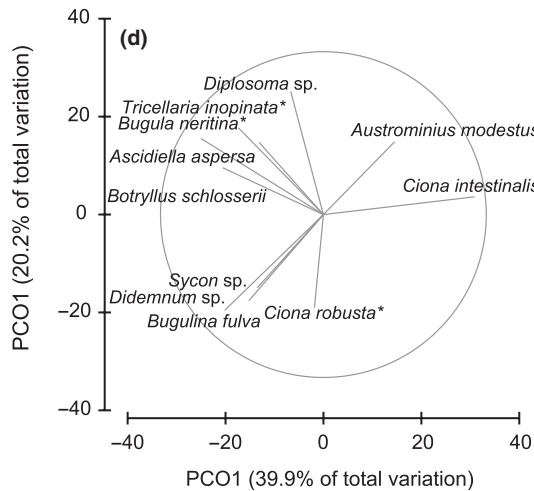 (d)
40
20
0
−20
−40
PCO1 (20.2% of total variation)
Diplosoma sp.
Tricellaria inopinata*
Bugula neritina*
Austrominius modestus
Ascidiella aspersa
Ciona intestinalis
Botryllus schlosserii
Sycon sp.
Didemnum sp.
Ciona robusta*
Bugulina fulva
−40 −20 0 20 40
PCO1 (39.9% of total variation)